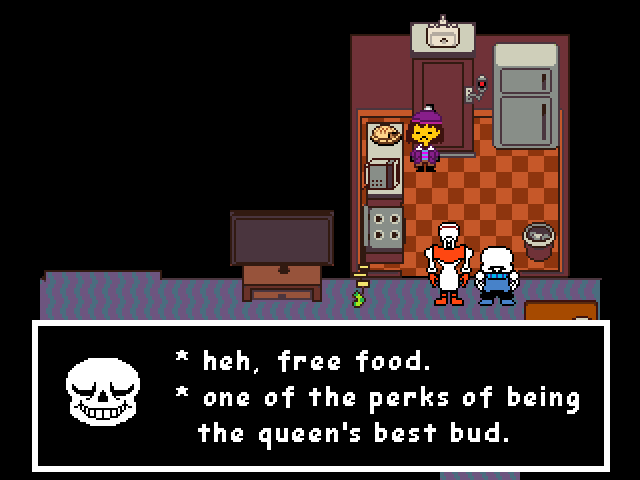 * heh, free food.
* one of the perks of being
the queen's best bud.